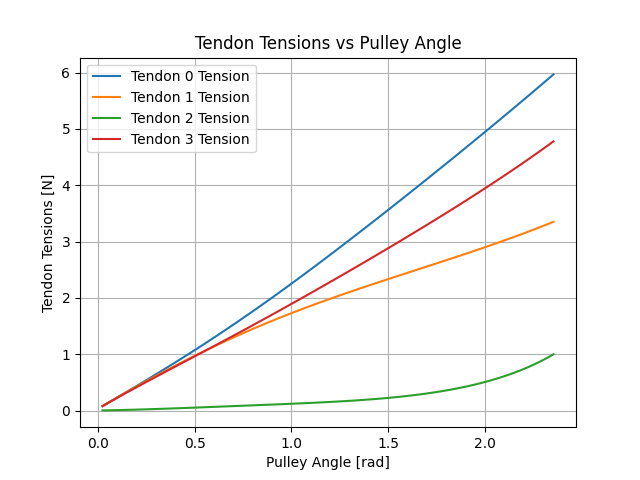 Tendon Tensions vs Pulley Angle
Tendon 0 Tension
Tendon 1 Tension
Tendon 2 Tension
Tendon 3 Tension
Tendon Tensions [N]
6
5
4
3
2
1
0
0.0 0.5 1.0 1.5 2.0
Pulley Angle [rad]